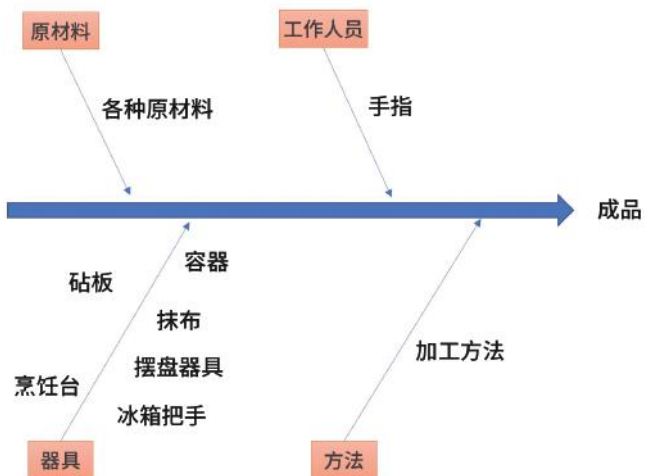 原材料
工作人员
各种原材料
手指
成品
容器
砧板
抹布
加工方法
摆盘器具
烹饪台
冰箱把手
器具
方法